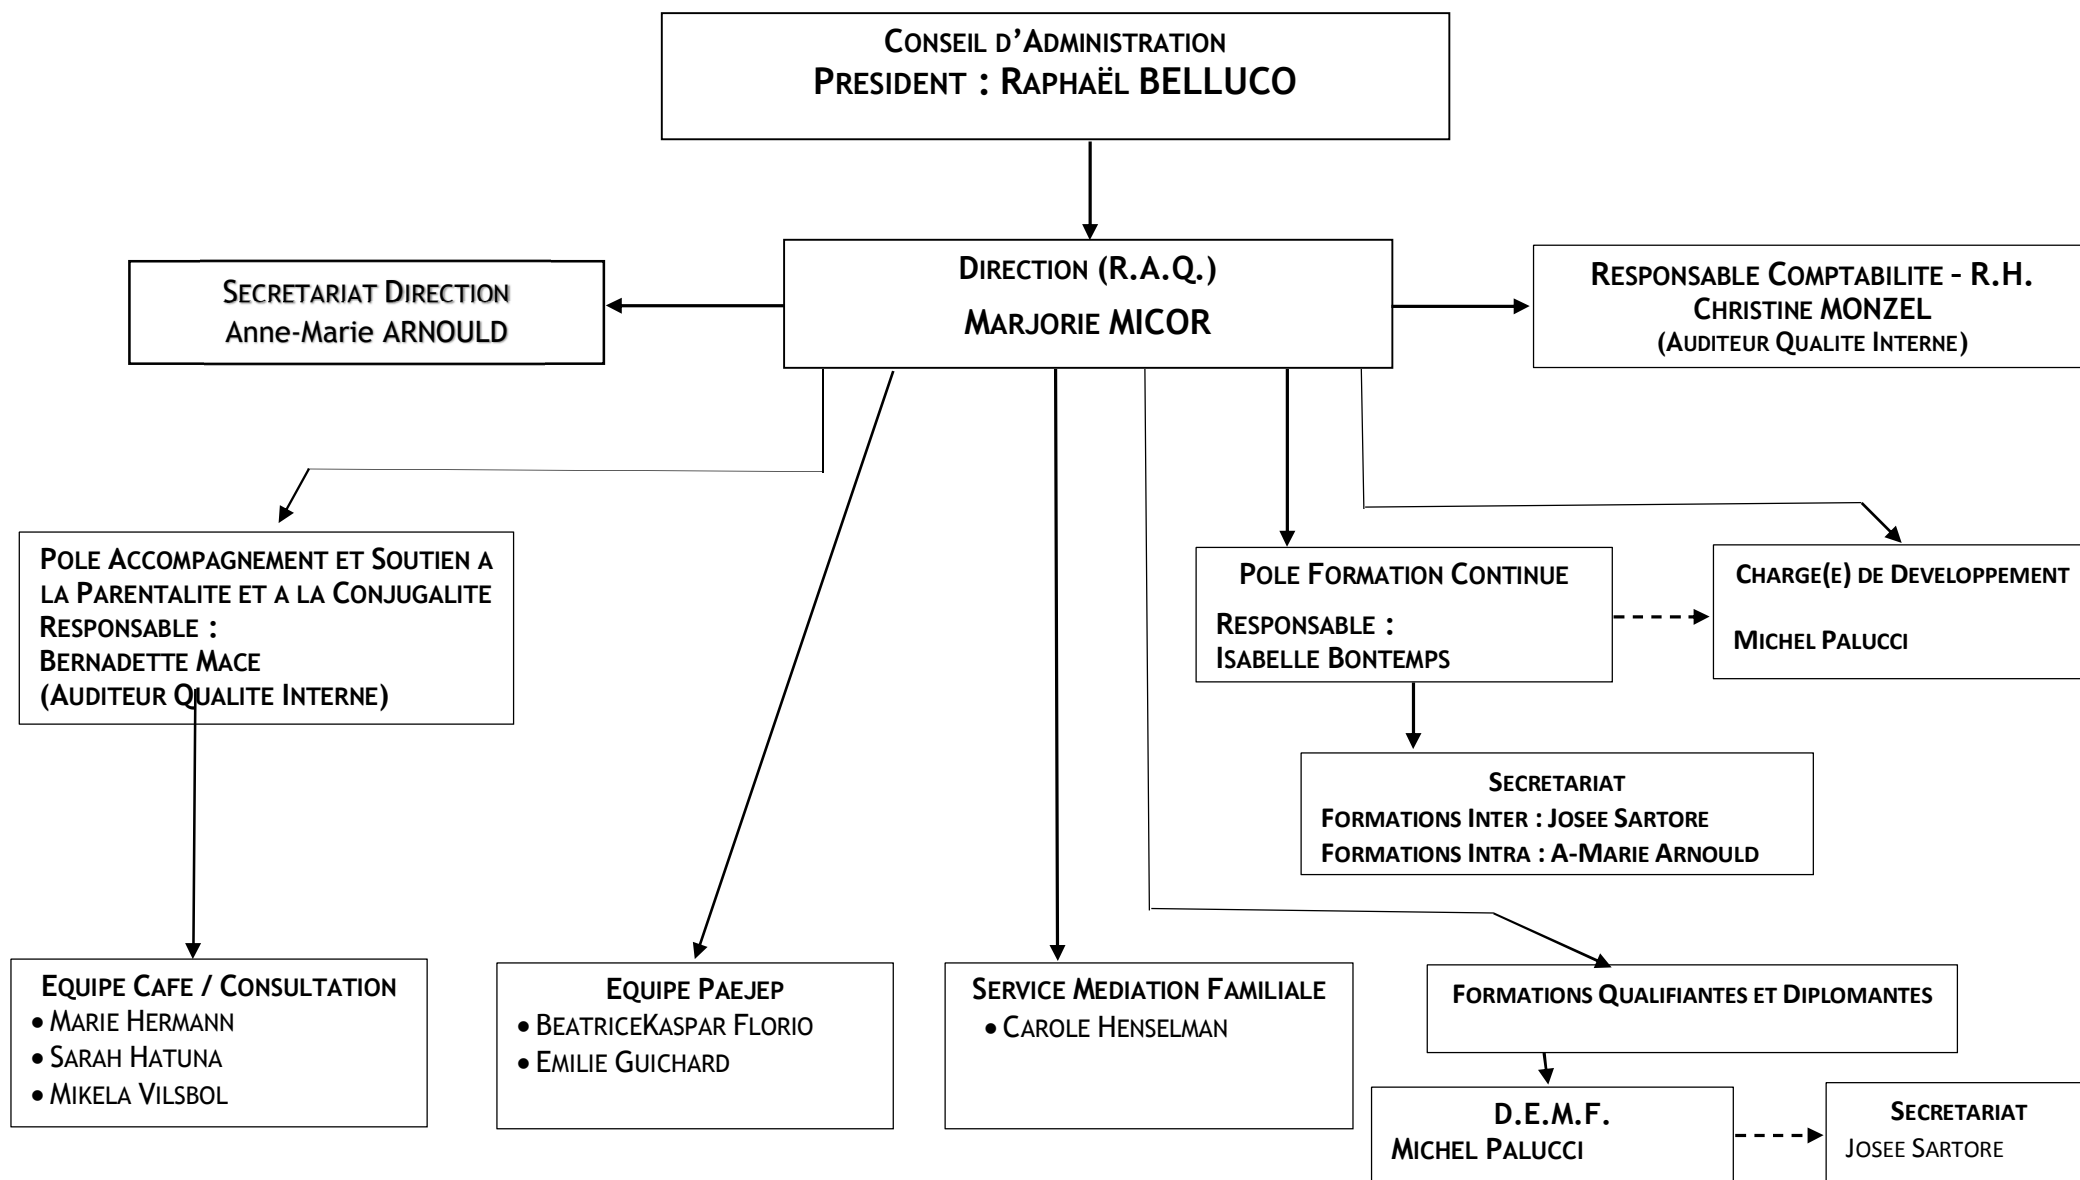 CONSEIL D'ADMINISTRATION
PRESIDENT : RAPHAËL BELLUCO
SECRETARIAT DIRECTION
Anne-Marie ARNOULD
DIRECTION (R.A.Q.)
MARJORIE MICOR
RESPONSABLE COMPTABILITE – R.H.
CHRISTINE MONZEL
(AUDITEUR QUALITE INTERNE)
POLE ACCOMPAGNEMENT ET SOUTIEN A
LA PARENTALITE ET A LA CONJUGALITE
RESPONSABLE :
BERNADETTE MACE
(AUDITEUR QUALITE INTERNE)
POLE FORMATION CONTINUE
RESPONSABLE :
ISABELLE BONTEMPS
CHARGE(E) DE DEVELOPPEMENT
MICHEL PALUCCI
SECRETARIAT
FORMATIONS INTER : JOSEE SARTORE
FORMATIONS INTRA : A-MARIE ARNOULD
EQUIPE CAFE / CONSULTATION
• MARIE HERMANN
• SARAH HATUNA
• MIKELA VILSBOL
EQUIPE PAEJEP
• BEATRICEKASPAR FLORIO
• EMILIE GUICHARD
SERVICE MEDIATION FAMILIALE
• CAROLE HENSELMAN
FORMATIONS QUALIFIANTES ET DIPLOMANTES
D.E.M.F.
MICHEL PALUCCI
SECRETARIAT
JOSEE SARTORE